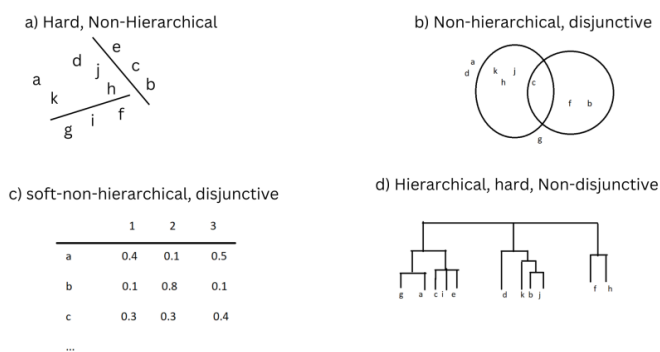 a) Hard, Non-Hierarchical
e
d
j
c
a
h
b
k
f
i
g
b) Non-hierarchical, disjunctive
a
d
k j
h
c
f b
g
c) soft-non-hierarchical, disjunctive
1 2 3
a 0.4 0.1 0.5
b 0.1 0.8 0.1
c 0.3 0.3 0.4
...
d) Hierarchical, hard, Non-disjunctive
g a c i e d k b j f h